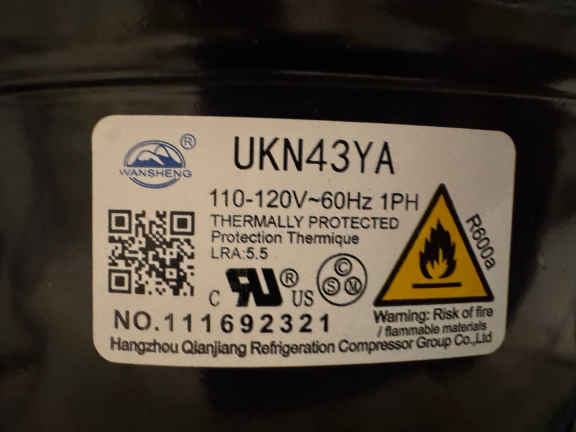 WANSHENG ®
UKN43YA
110-120V~60Hz 1PH
THERMALLY PROTECTED
Protection Thermique
LRA:5.5
C RU ® US
C S M
R600a
NO.111692321
Warning: Risk of fire
/ flammable materials
Hangzhou Qianjiang Refrigeration Compressor Group Co.,Ltd